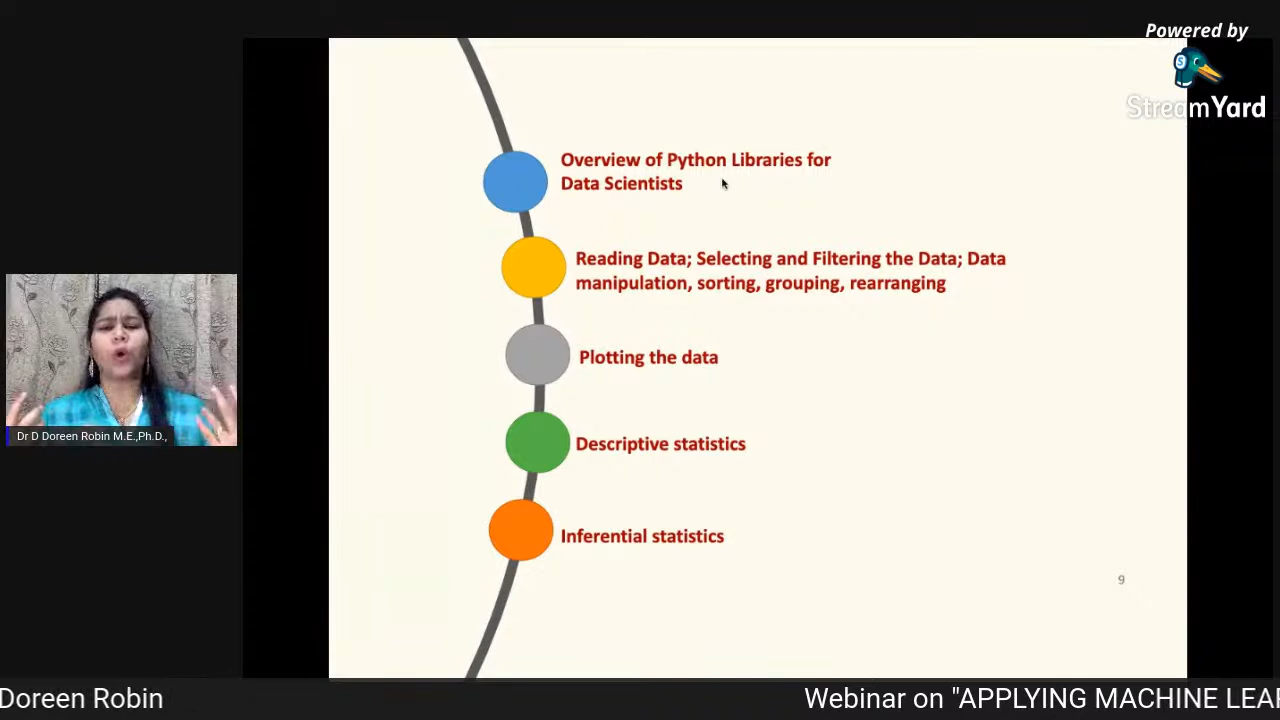 Powered by
StreamYard
Overview of Python Libraries for
Data Scientists
Reading Data; Selecting and Filtering the Data; Data
manipulation, sorting, grouping, rearranging
Plotting the data
Dr D Doreen Robin M.E.,Ph.D.,
Descriptive statistics
Inferential statistics
9
Doreen Robin
Webinar on "APPLYING MACHINE LEA